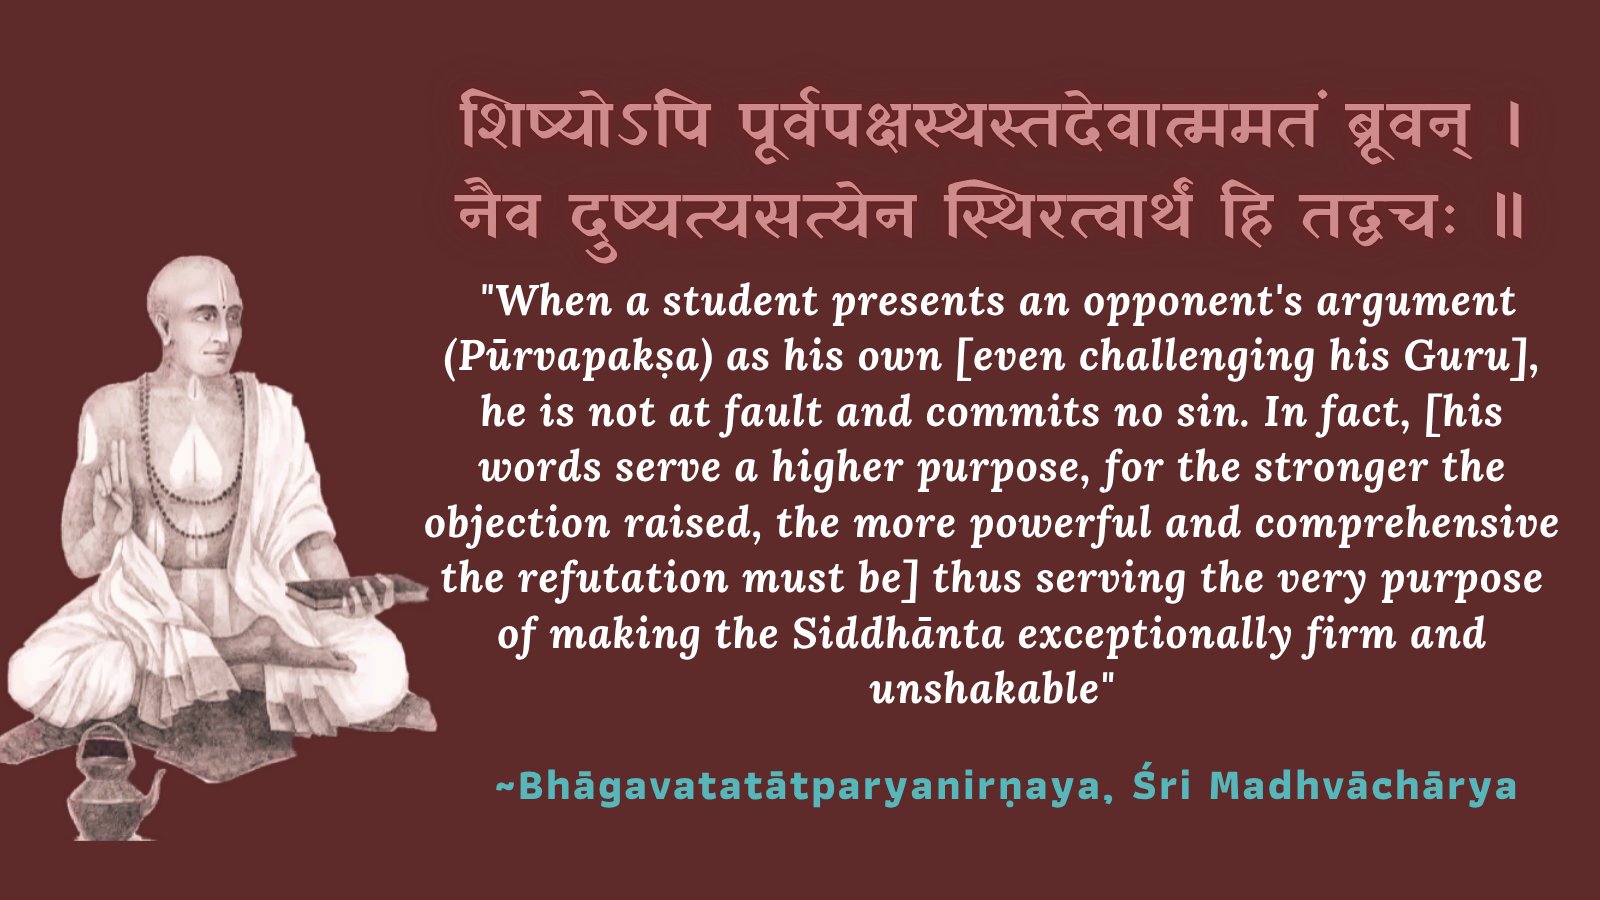 शिष्योऽपि पूर्वपक्षस्थस्तदेवात्ममतं ब्रूवन् ।
नैव दुष्यत्यसत्येन स्थिरत्वार्थं हि तद्वचः ॥
"When a student presents an opponent's argument
(Pūrvapakṣa) as his own [even challenging his Guru],
he is not at fault and commits no sin. In fact, [his
words serve a higher purpose, for the stronger the
objection raised, the more powerful and comprehensive
the refutation must be] thus serving the very purpose
of making the Siddhānta exceptionally firm and
unshakable"
~Bhāgavatatātparyanirṇaya, Śri Madhvāchārya